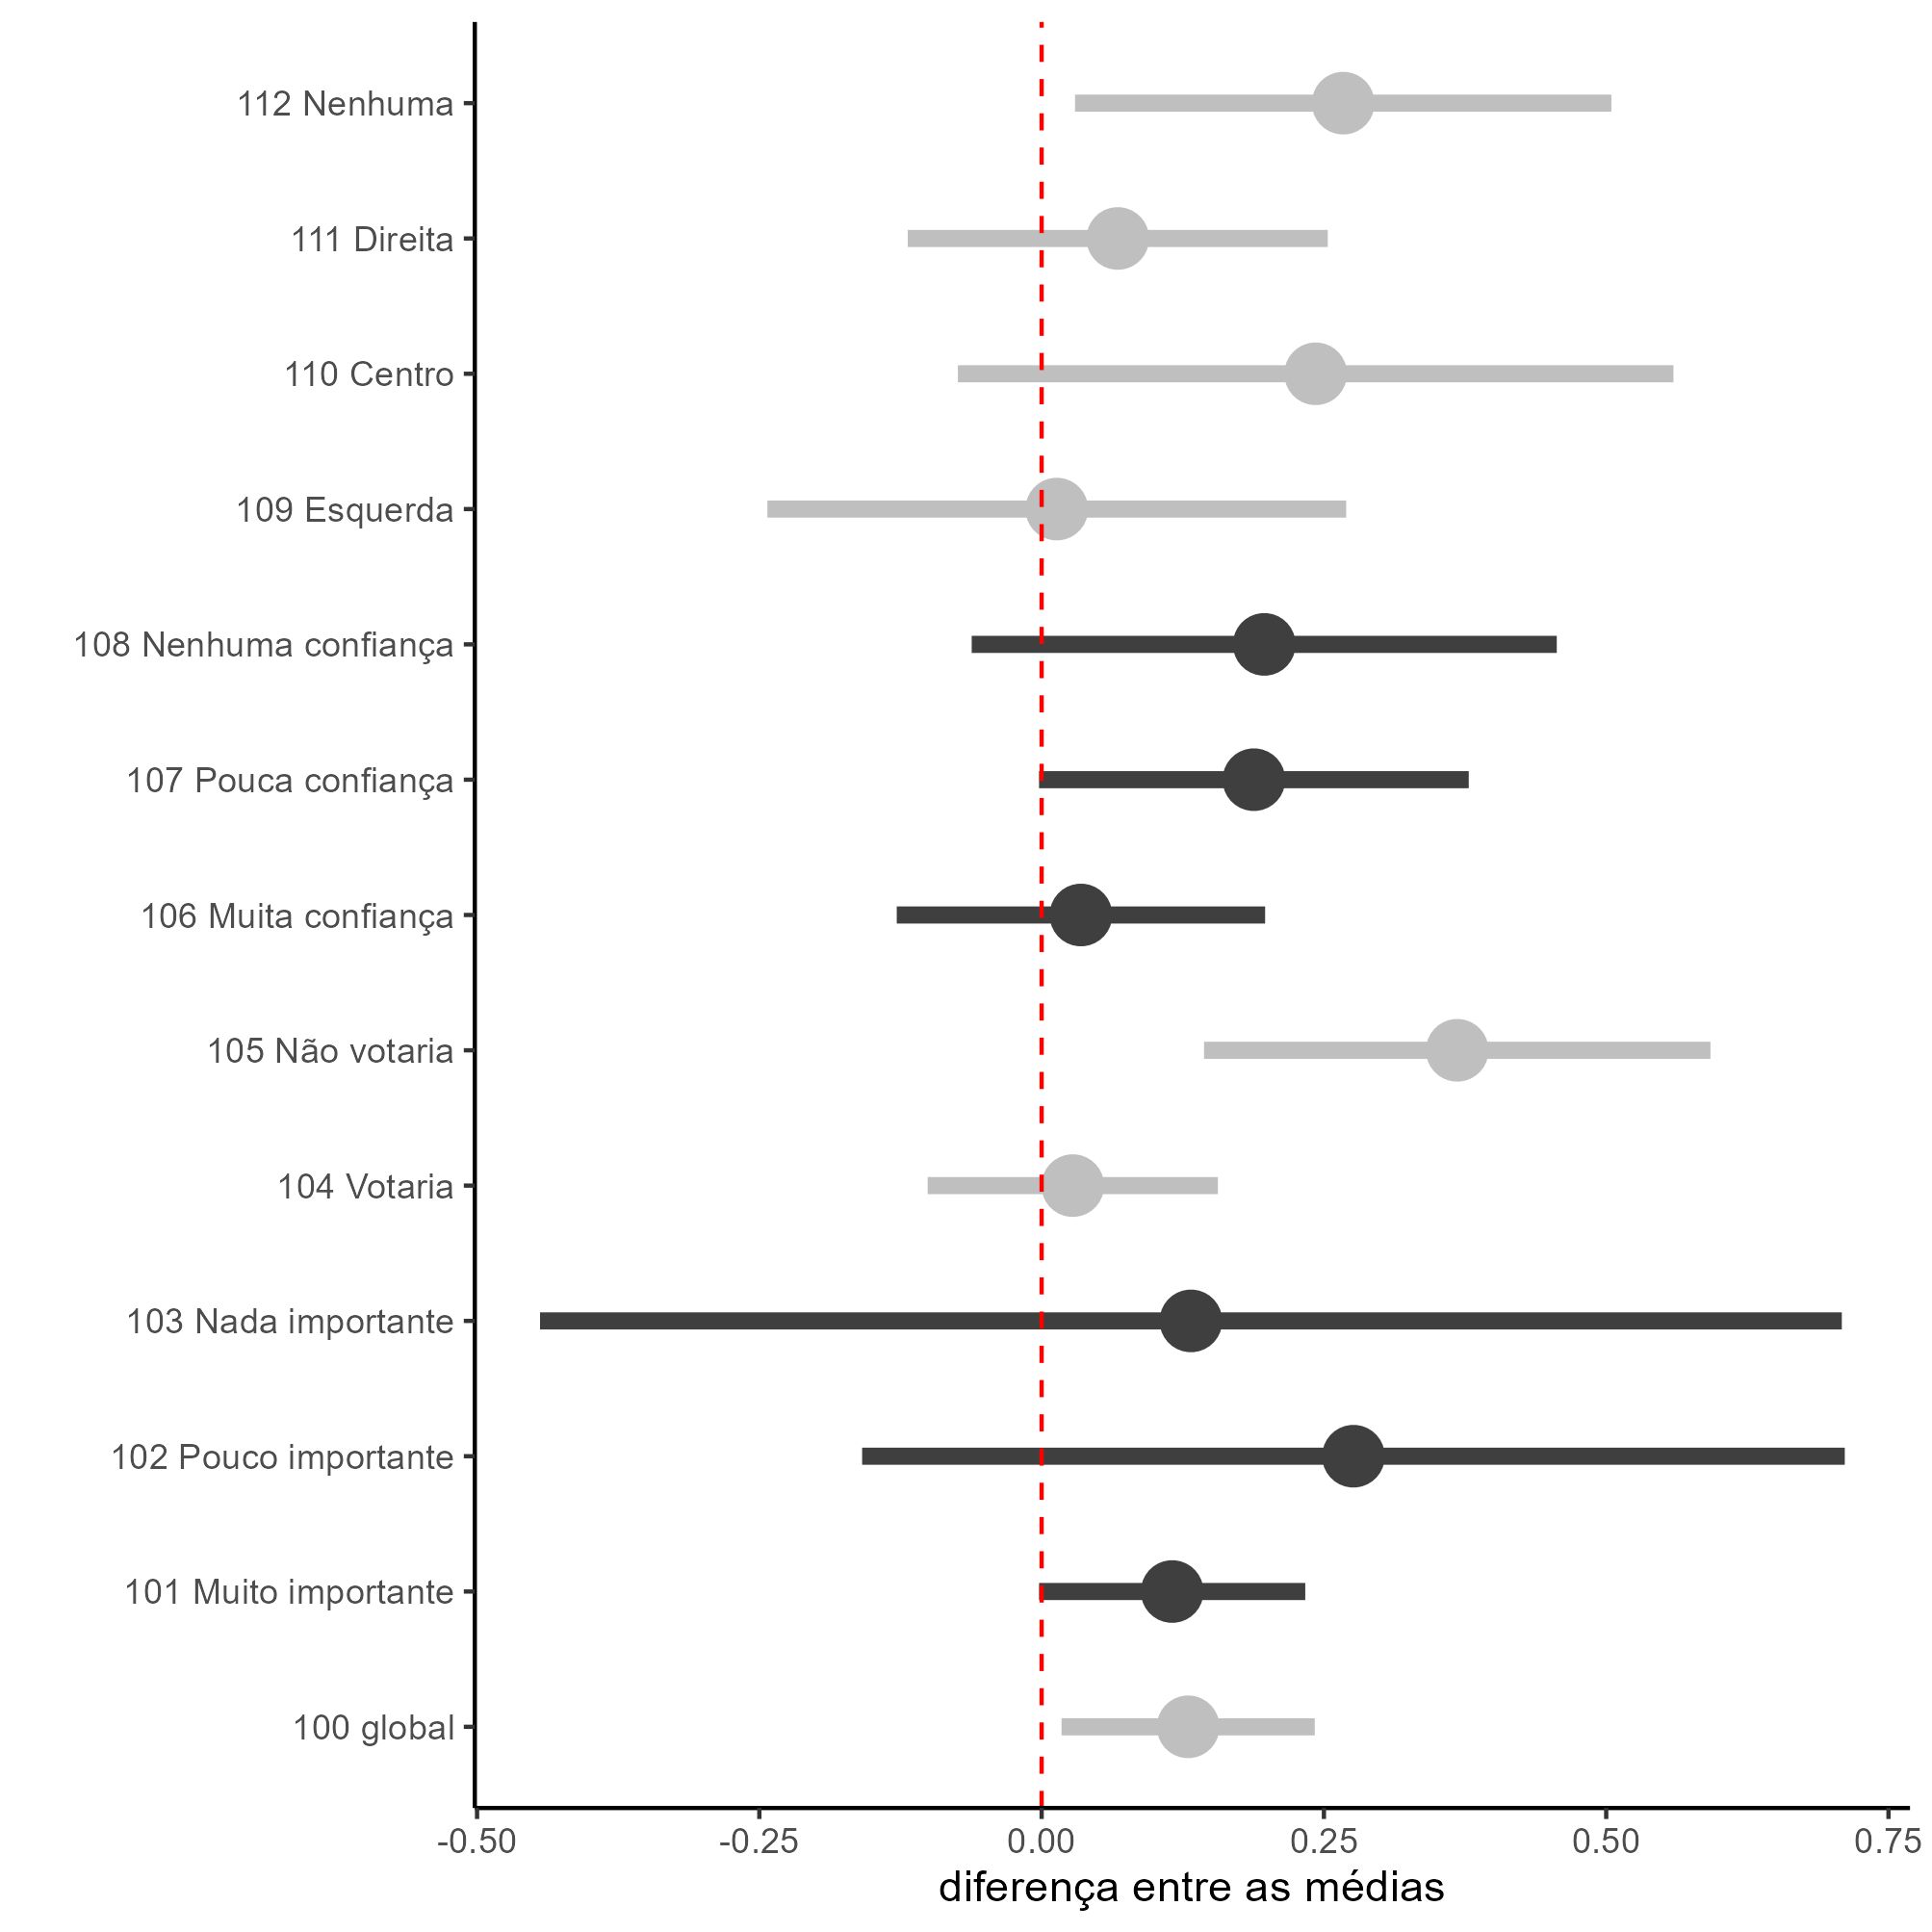 112 Nenhuma
111 Direita
110 Centro
109 Esquerda
108 Nenhuma confiança
107 Pouca confiança
106 Muita confiança
105 Não votaria
104 Votaria
103 Nada importante
102 Pouco importante
101 Muito importante
100 global
-0.50 -0.25 0.00 0.25 0.50 0.75
diferença entre as médias